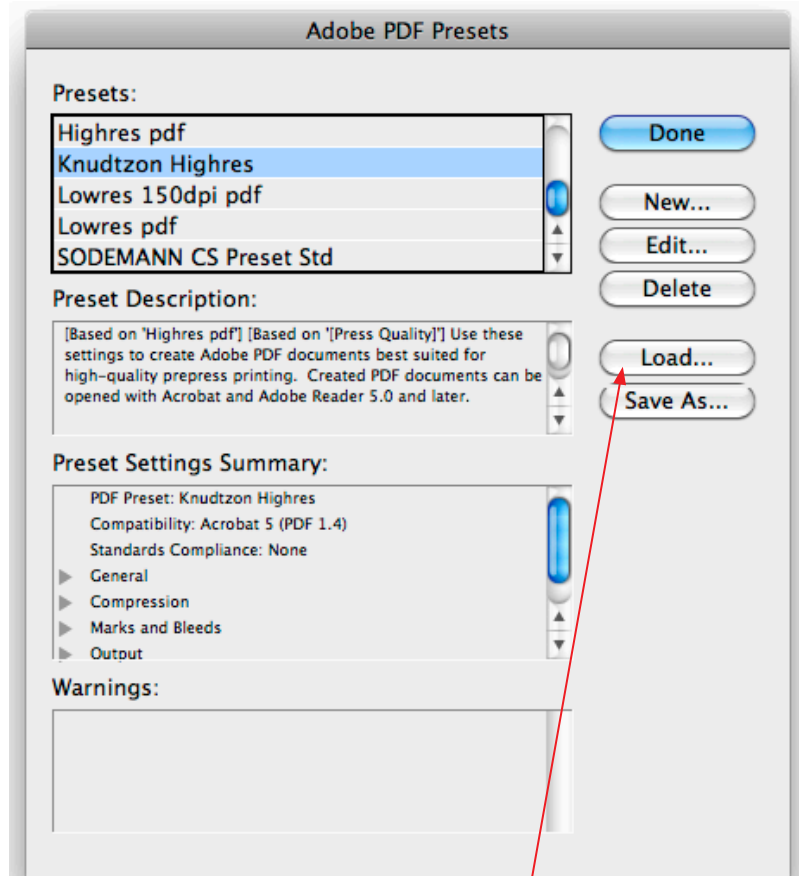 Adobe PDF Presets
Presets:
Highres pdf
Knudtzon Highres
Lowres 150dpi pdf
Lowres pdf
SODEMANN CS Preset Std
Done
New...
Edit...
Delete
Load...
Save As...
Preset Description:
[Based on 'Highres pdf'] [Based on '[Press Quality]'] Use these
settings to create Adobe PDF documents best suited for
high-quality prepress printing.  Created PDF documents can be
opened with Acrobat and Adobe Reader 5.0 and later.
Preset Settings Summary:
PDF Preset: Knudtzon Highres
Compatibility: Acrobat 5 (PDF 1.4)
Standards Compliance: None
General
Compression
Marks and Bleeds
Output
Warnings: